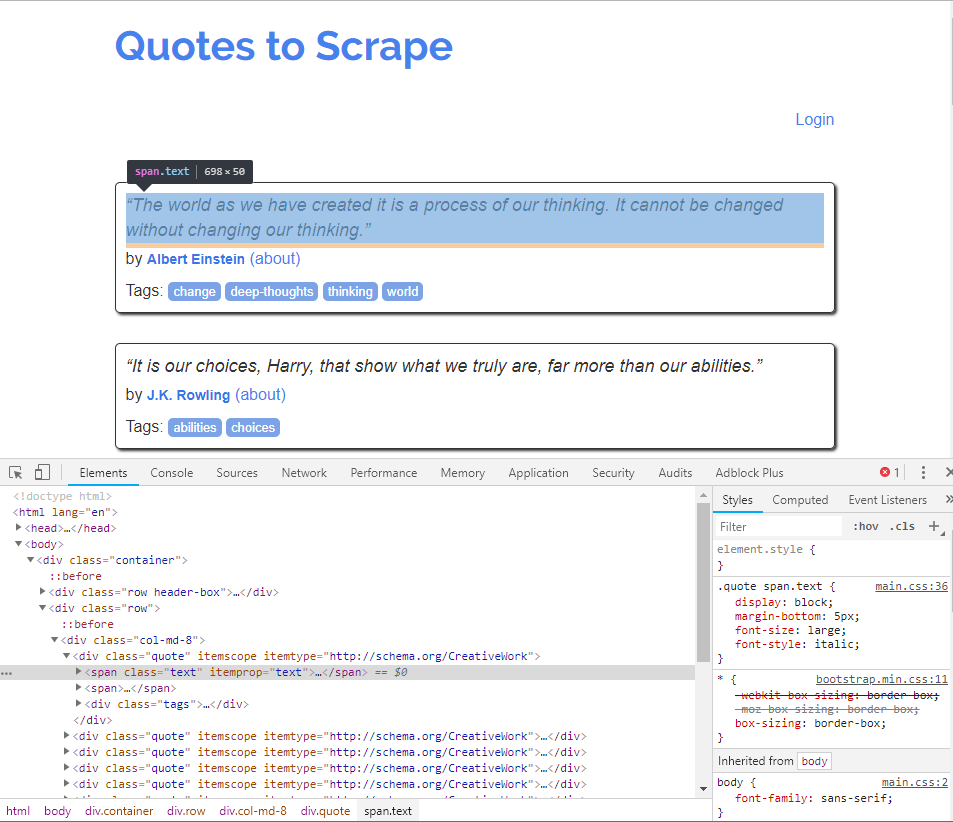 Quotes to Scrape
Login
span.text 698 × 50
“The world as we have created it is a process of our thinking. It cannot be changed
without changing our thinking.”
by Albert Einstein (about)
Tags: change deep-thoughts thinking world
“It is our choices, Harry, that show what we truly are, far more than our abilities.”
by J.K. Rowling (about)
Tags: abilities choices
Elements Console Sources Network Performance Memory Application Security Audits Adblock Plus 1
<!doctype html>
<html lang="en">
<head>…</head>
<body>
<div class="container">
::before
<div class="row header-box">…</div>
<div class="row">
::before
<div class="col-md-8">
<div class="quote" itemscope itemtype="http://schema.org/CreativeWork">
<span class="text" itemprop="text">…</span> == $0
<span>…</span>
<div class="tags">…</div>
</div>
<div class="quote" itemscope itemtype="http://schema.org/CreativeWork">…</div>
<div class="quote" itemscope itemtype="http://schema.org/CreativeWork">…</div>
<div class="quote" itemscope itemtype="http://schema.org/CreativeWork">…</div>
<div class="quote" itemscope itemtype="http://schema.org/CreativeWork">…</div>
html body div.container div.row div.col-md-8 div.quote span.text
Styles Computed Event Listeners »
Filter :hov .cls +
element.style {
}
.quote span.text { main.css:36
display: block;
margin-bottom: 5px;
font-size: large;
font-style: italic;
}
* { bootstrap.min.css:11
-webkit-box-sizing: border-box;
-moz-box-sizing: border-box;
box-sizing: border-box;
}
Inherited from body
body { main.css:2
font-family: sans-serif;
}